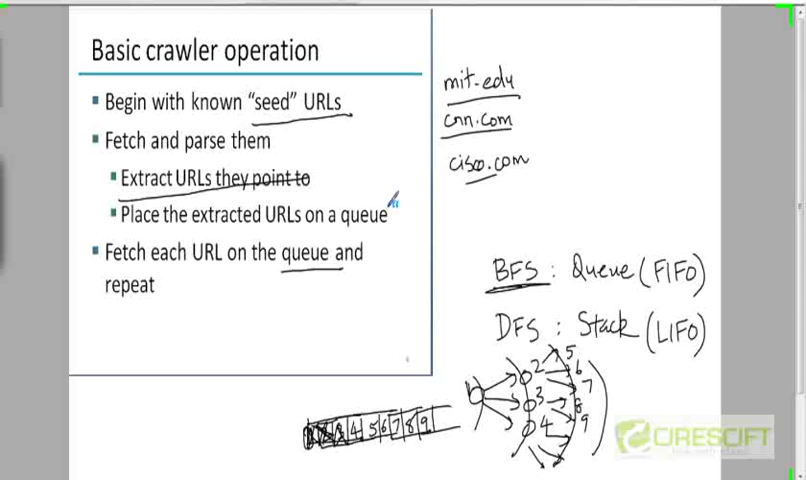 Basic crawler operation
Begin with known "seed" URLs
Fetch and parse them
Extract URLs they point to
Place the extracted URLs on a queue
Fetch each URL on the queue and
repeat
mit.edu
cnn.com
cisco.com
BFS : Queue (FIFO)
DFS : Stack (LIFO)
2 5
6
3 7
8
4 9
4 5 6 7 8 9